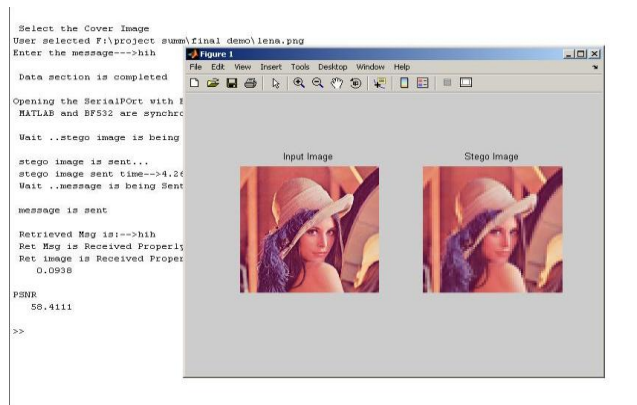 Select the Cover Image
User selected F:\project summ\final demo\lena.png
Enter the message--->hih
Data section is completed
Opening the SerialPOrt with
MATLAB and BF532 are synchro
Wait ..stego image is being
stego image is sent...
stego image sent time-->4.26
Wait ..message is being Sent
message is sent
Retrieved Msg is:-->hih
Ret Msg is Received Properly
Ret image is Received Proper
0.0938
PSNR
58.4111
>>
Figure 1
File Edit View Insert Tools Desktop Window Help
Input Image
Stego Image